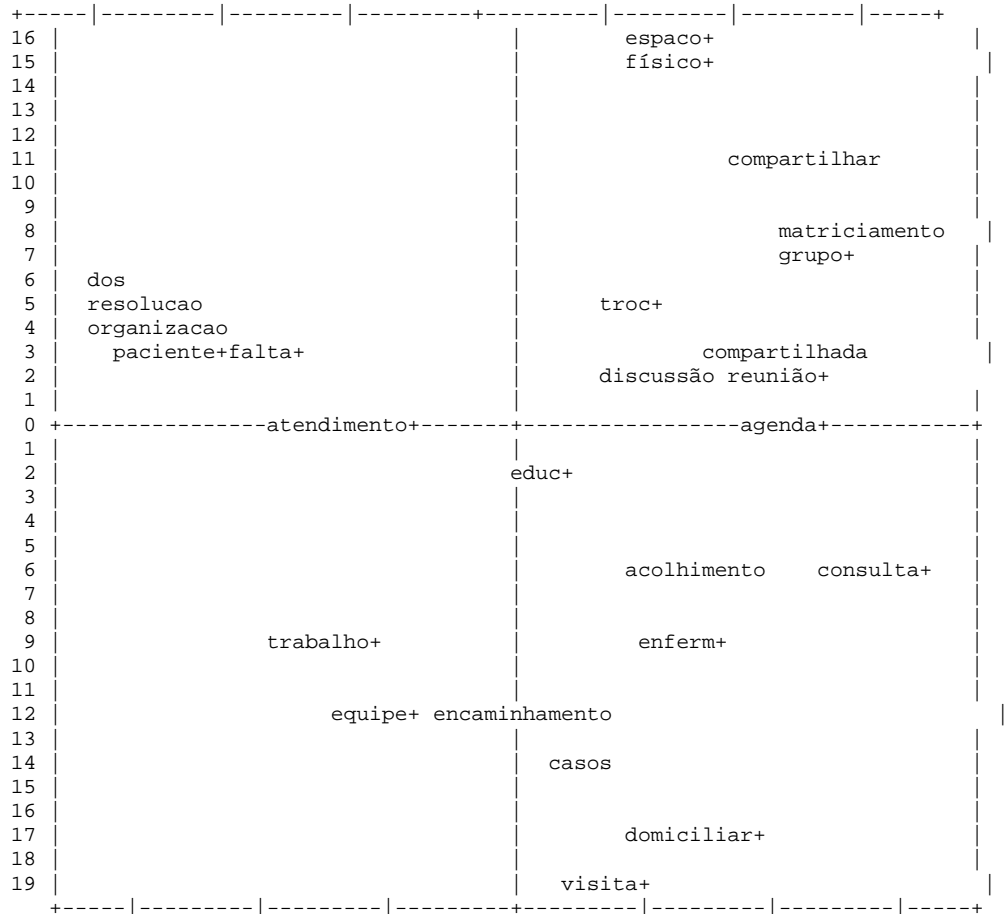 +-----|---------|---------|---------+---------|---------|---------|-----+
16 | | espaco+ |
15 | | físico+ |
14 | | |
13 | | |
12 | | |
11 | | compartilhar |
10 | | |
9 | | |
8 | | matriciamento |
7 | | grupo+ |
6 | dos | |
5 | resolucao | troc+ |
4 | organizacao | |
3 | paciente+falta+ | compartilhada |
2 | | discussão reunião+ |
1 | | |
0 +----------------atendimento+-------+-----------------agenda+-----------+
1 | | |
2 | educ+ |
3 | | |
4 | | |
5 | | |
6 | | acolhimento consulta+ |
7 | | |
8 | | |
9 | trabalho+ | enferm+ |
10 | | |
11 | | |
12 | equipe+ encaminhamento |
13 | | |
14 | | casos |
15 | | |
16 | | |
17 | | domiciliar+ |
18 | | |
19 | | visita+ |
+-----|---------|---------|---------+---------|---------|---------|-----+